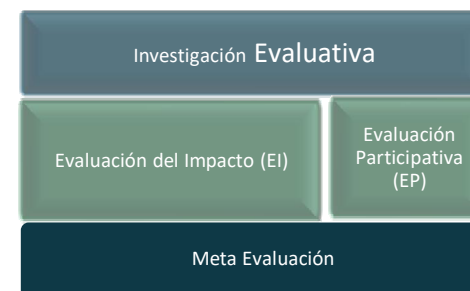 Investigación Evaluativa
Evaluación del Impacto (EI)
Evaluación
Participativa
(EP)
Meta Evaluación